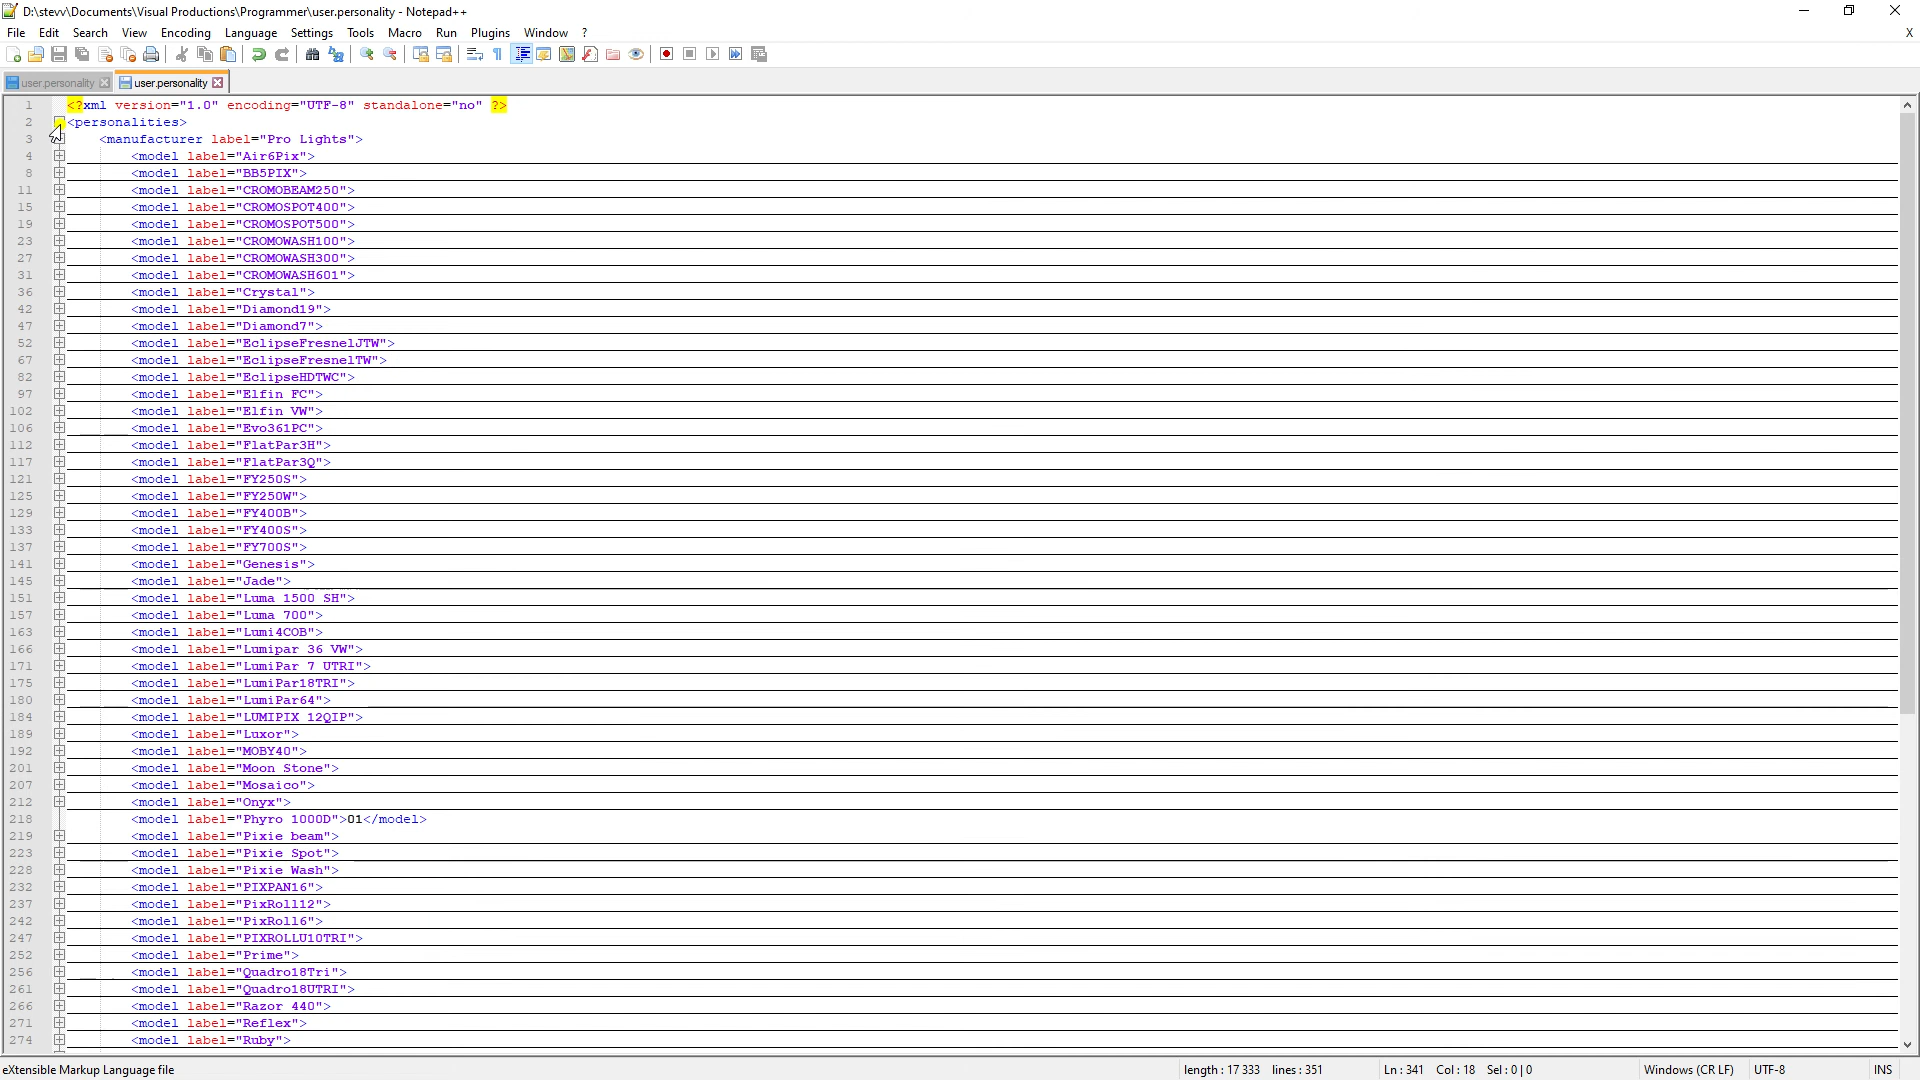 D:\stevv\Documents\Visual Productions\Programmer\user.personality - Notepad++
File Edit Search View Encoding Language Settings Tools Macro Run Plugins Window ? X
user.personality user.personality
1 <?xml version="1.0" encoding="UTF-8" standalone="no" ?>
2 <personalities>
3 <manufacturer label="Pro Lights">
4 <model label="Air6Pix">
8 <model label="BB5PIX">
11 <model label="CROMOBEAM250">
15 <model label="CROMOSPOT400">
19 <model label="CROMOSPOT500">
23 <model label="CROMOWASH100">
27 <model label="CROMOWASH300">
31 <model label="CROMOWASH601">
36 <model label="Crystal">
42 <model label="Diamond19">
47 <model label="Diamond7">
52 <model label="EclipseFresnelJTW">
67 <model label="EclipseFresnelTW">
82 <model label="EclipseHDTWC">
97 <model label="Elfin FC">
102 <model label="Elfin VW">
106 <model label="Evo361PC">
112 <model label="FlatPar3H">
117 <model label="FlatPar3Q">
121 <model label="FY250S">
125 <model label="FY250W">
129 <model label="FY400B">
133 <model label="FY400S">
137 <model label="FY700S">
141 <model label="Genesis">
145 <model label="Jade">
151 <model label="Luma 1500 SH">
157 <model label="Luma 700">
163 <model label="Lumi4COB">
166 <model label="Lumipar 36 VW">
171 <model label="LumiPar 7 UTRI">
175 <model label="LumiPar18TRI">
180 <model label="LumiPar64">
184 <model label="LUMIPIX 12QIP">
189 <model label="Luxor">
192 <model label="MOBY40">
201 <model label="Moon Stone">
207 <model label="Mosaico">
212 <model label="Onyx">
218 <model label="Phyro 1000D">01</model>
219 <model label="Pixie beam">
223 <model label="Pixie Spot">
228 <model label="Pixie Wash">
232 <model label="PIXPAN16">
237 <model label="PixRoll12">
242 <model label="PixRoll6">
247 <model label="PIXROLLU10TRI">
252 <model label="Prime">
256 <model label="Quadro18Tri">
261 <model label="Quadro18UTRI">
266 <model label="Razor 440">
271 <model label="Reflex">
274 <model label="Ruby">
eXtensible Markup Language file length : 17 333 lines : 351 Ln : 341 Col : 18 Sel : 0 | 0 Windows (CR LF) UTF-8 INS